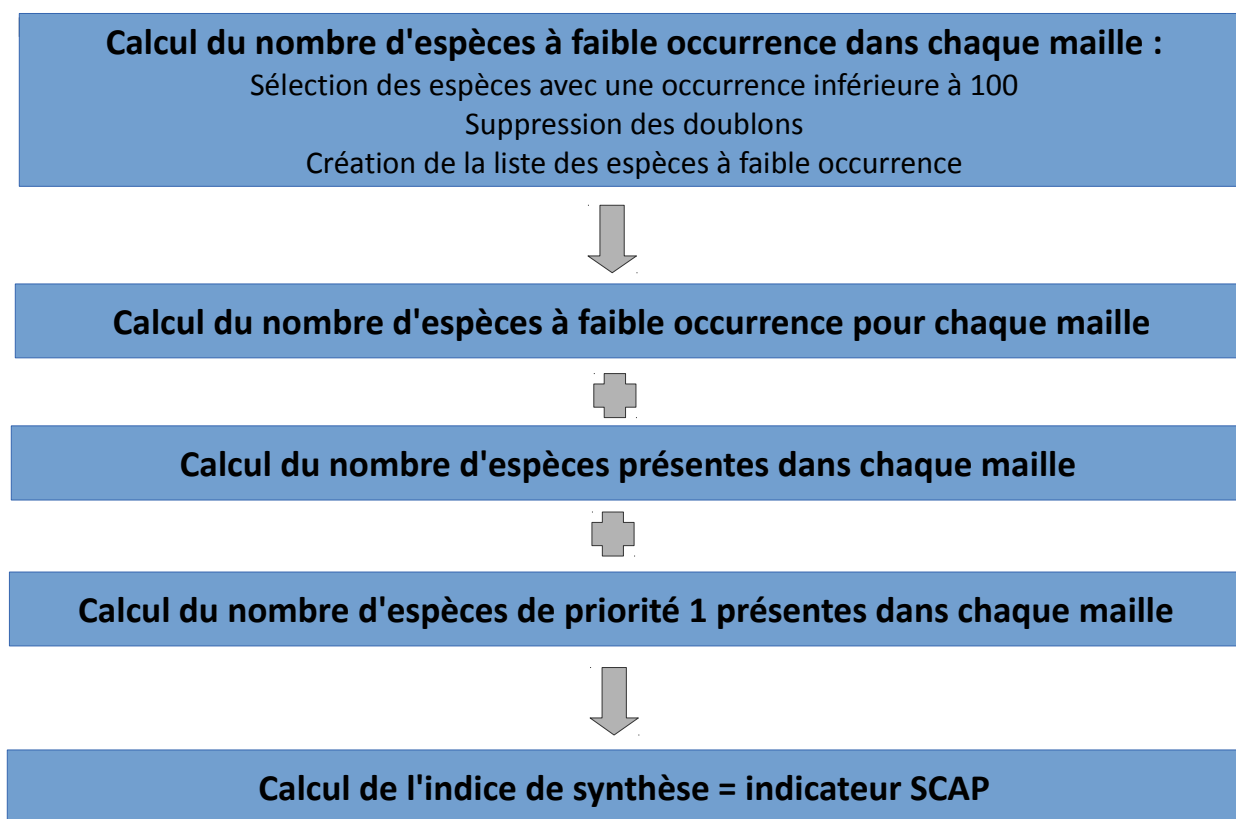 Calcul du nombre d'espèces à faible occurrence dans chaque maille :
Sélection des espèces avec une occurrence inférieure à 100
Suppression des doublons
Création de la liste des espèces à faible occurrence
Calcul du nombre d'espèces à faible occurrence pour chaque maille
Calcul du nombre d'espèces présentes dans chaque maille
Calcul du nombre d'espèces de priorité 1 présentes dans chaque maille
Calcul de l'indice de synthèse = indicateur SCAP